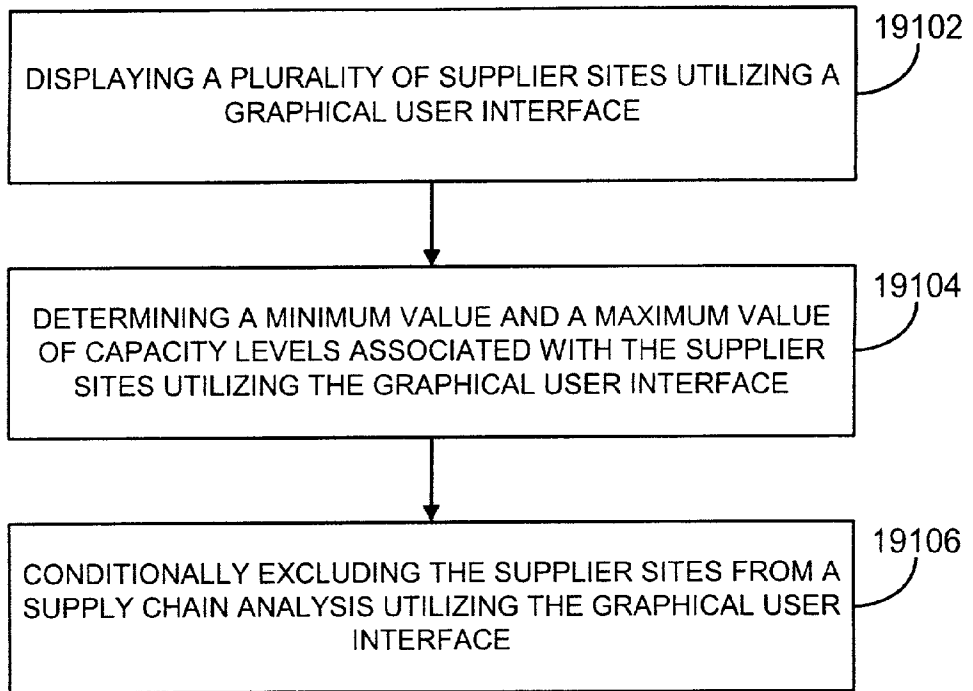 19102
DISPLAYING A PLURALITY OF SUPPLIER SITES UTILIZING A
GRAPHICAL USER INTERFACE
19104
DETERMINING A MINIMUM VALUE AND A MAXIMUM VALUE
OF CAPACITY LEVELS ASSOCIATED WITH THE SUPPLIER
SITES UTILIZING THE GRAPHICAL USER INTERFACE
19106
CONDITIONALLY EXCLUDING THE SUPPLIER SITES FROM A
SUPPLY CHAIN ANALYSIS UTILIZING THE GRAPHICAL USER
INTERFACE